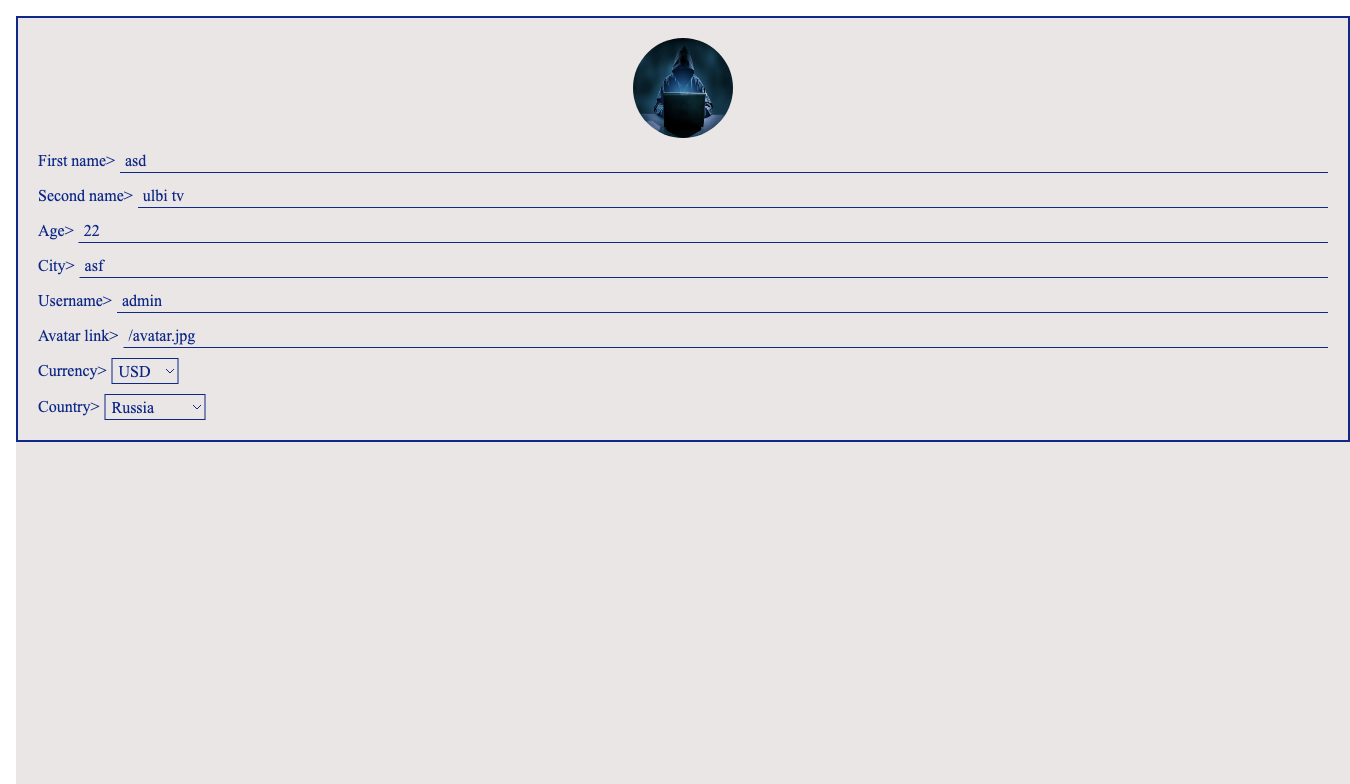 First name> asd
Second name> ulbi tv
Age> 22
City> asf
Username> admin
Avatar link> /avatar.jpg
Currency> USD
Country> Russia